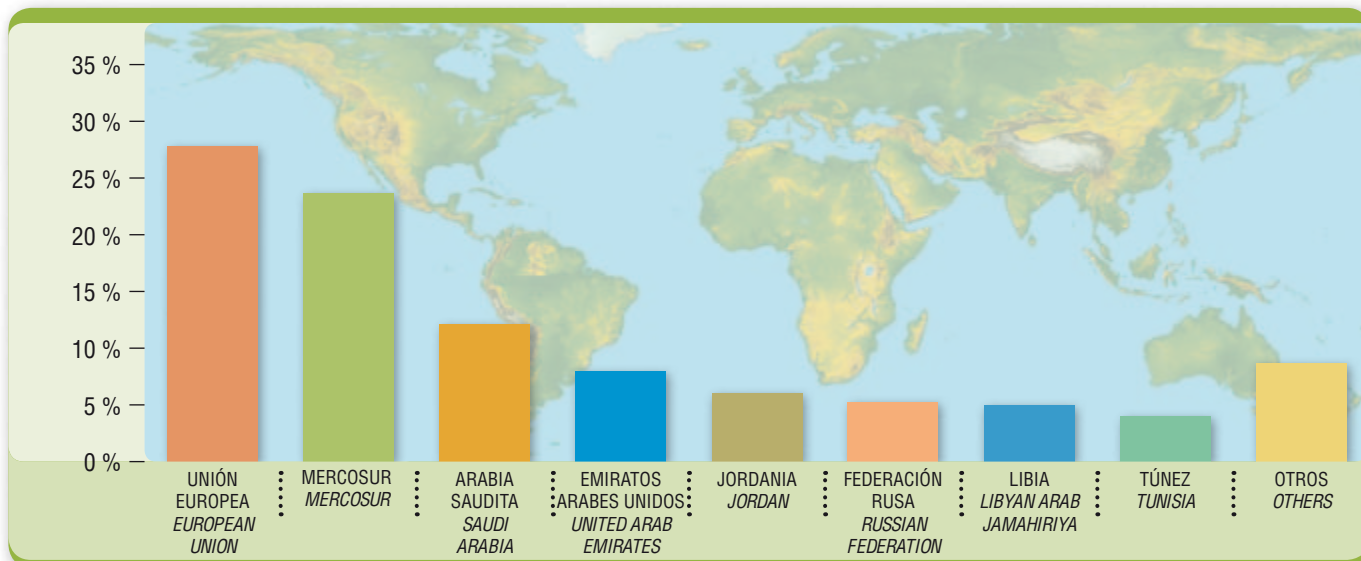 35 %
30 %
25 %
20 %
15 %
10 %
5 %
0 %
UNIÓN
EUROPEA
EUROPEAN
UNION
MERCOSUR
MERCOSUR
ARABIA
SAUDITA
SAUDI
ARABIA
EMIRATOS
ARABES UNIDOS
UNITED ARAB
EMIRATES
JORDANIA
JORDAN
FEDERACIÓN
RUSA
RUSSIAN
FEDERATION
LIBIA
LIBYAN ARAB
JAMAHIRIYA
TÚNEZ
TUNISIA
OTROS
OTHERS